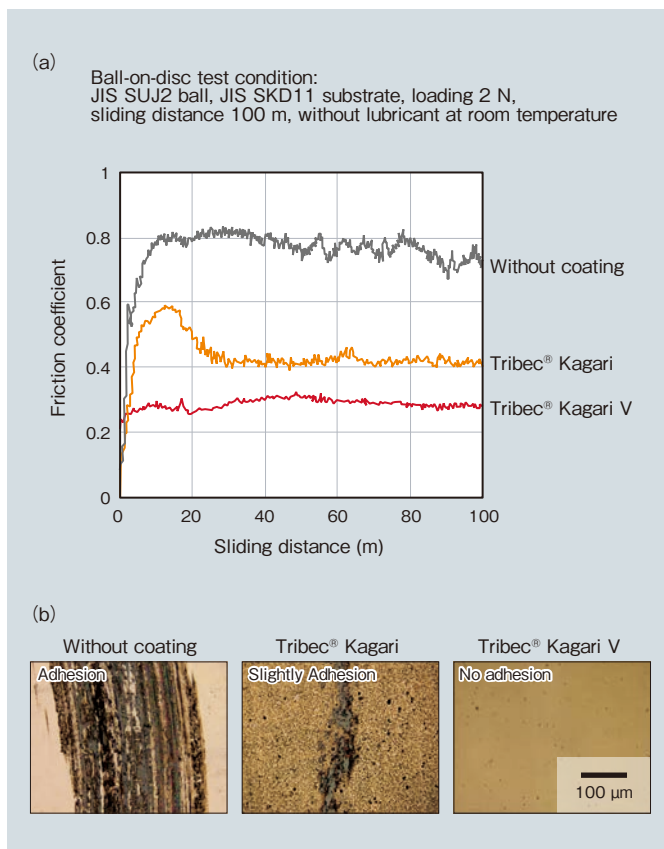 (a)
Ball-on-disc test condition:
JIS SUJ2 ball, JIS SKD11 substrate, loading 2 N,
sliding distance 100 m, without lubricant at room temperature
1
0.8
0.6
0.4
0.2
0
Friction coefficient
Without coating
Tribec® Kagari
Tribec® Kagari V
0 20 40 60 80 100
Sliding distance (m)
(b)
Without coating Tribec® Kagari Tribec® Kagari V
Adhesion Slightly Adhesion No adhesion
100 μm